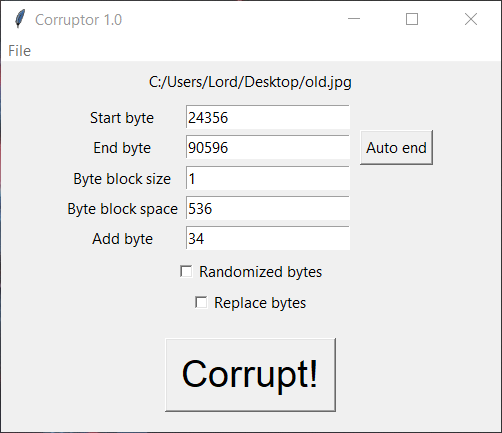 Corruptor 1.0
File
C:/Users/Lord/Desktop/old.jpg
Start byte 24356
End byte 90596 Auto end
Byte block size 1
Byte block space 536
Add byte 34
Randomized bytes
Replace bytes
Corrupt!